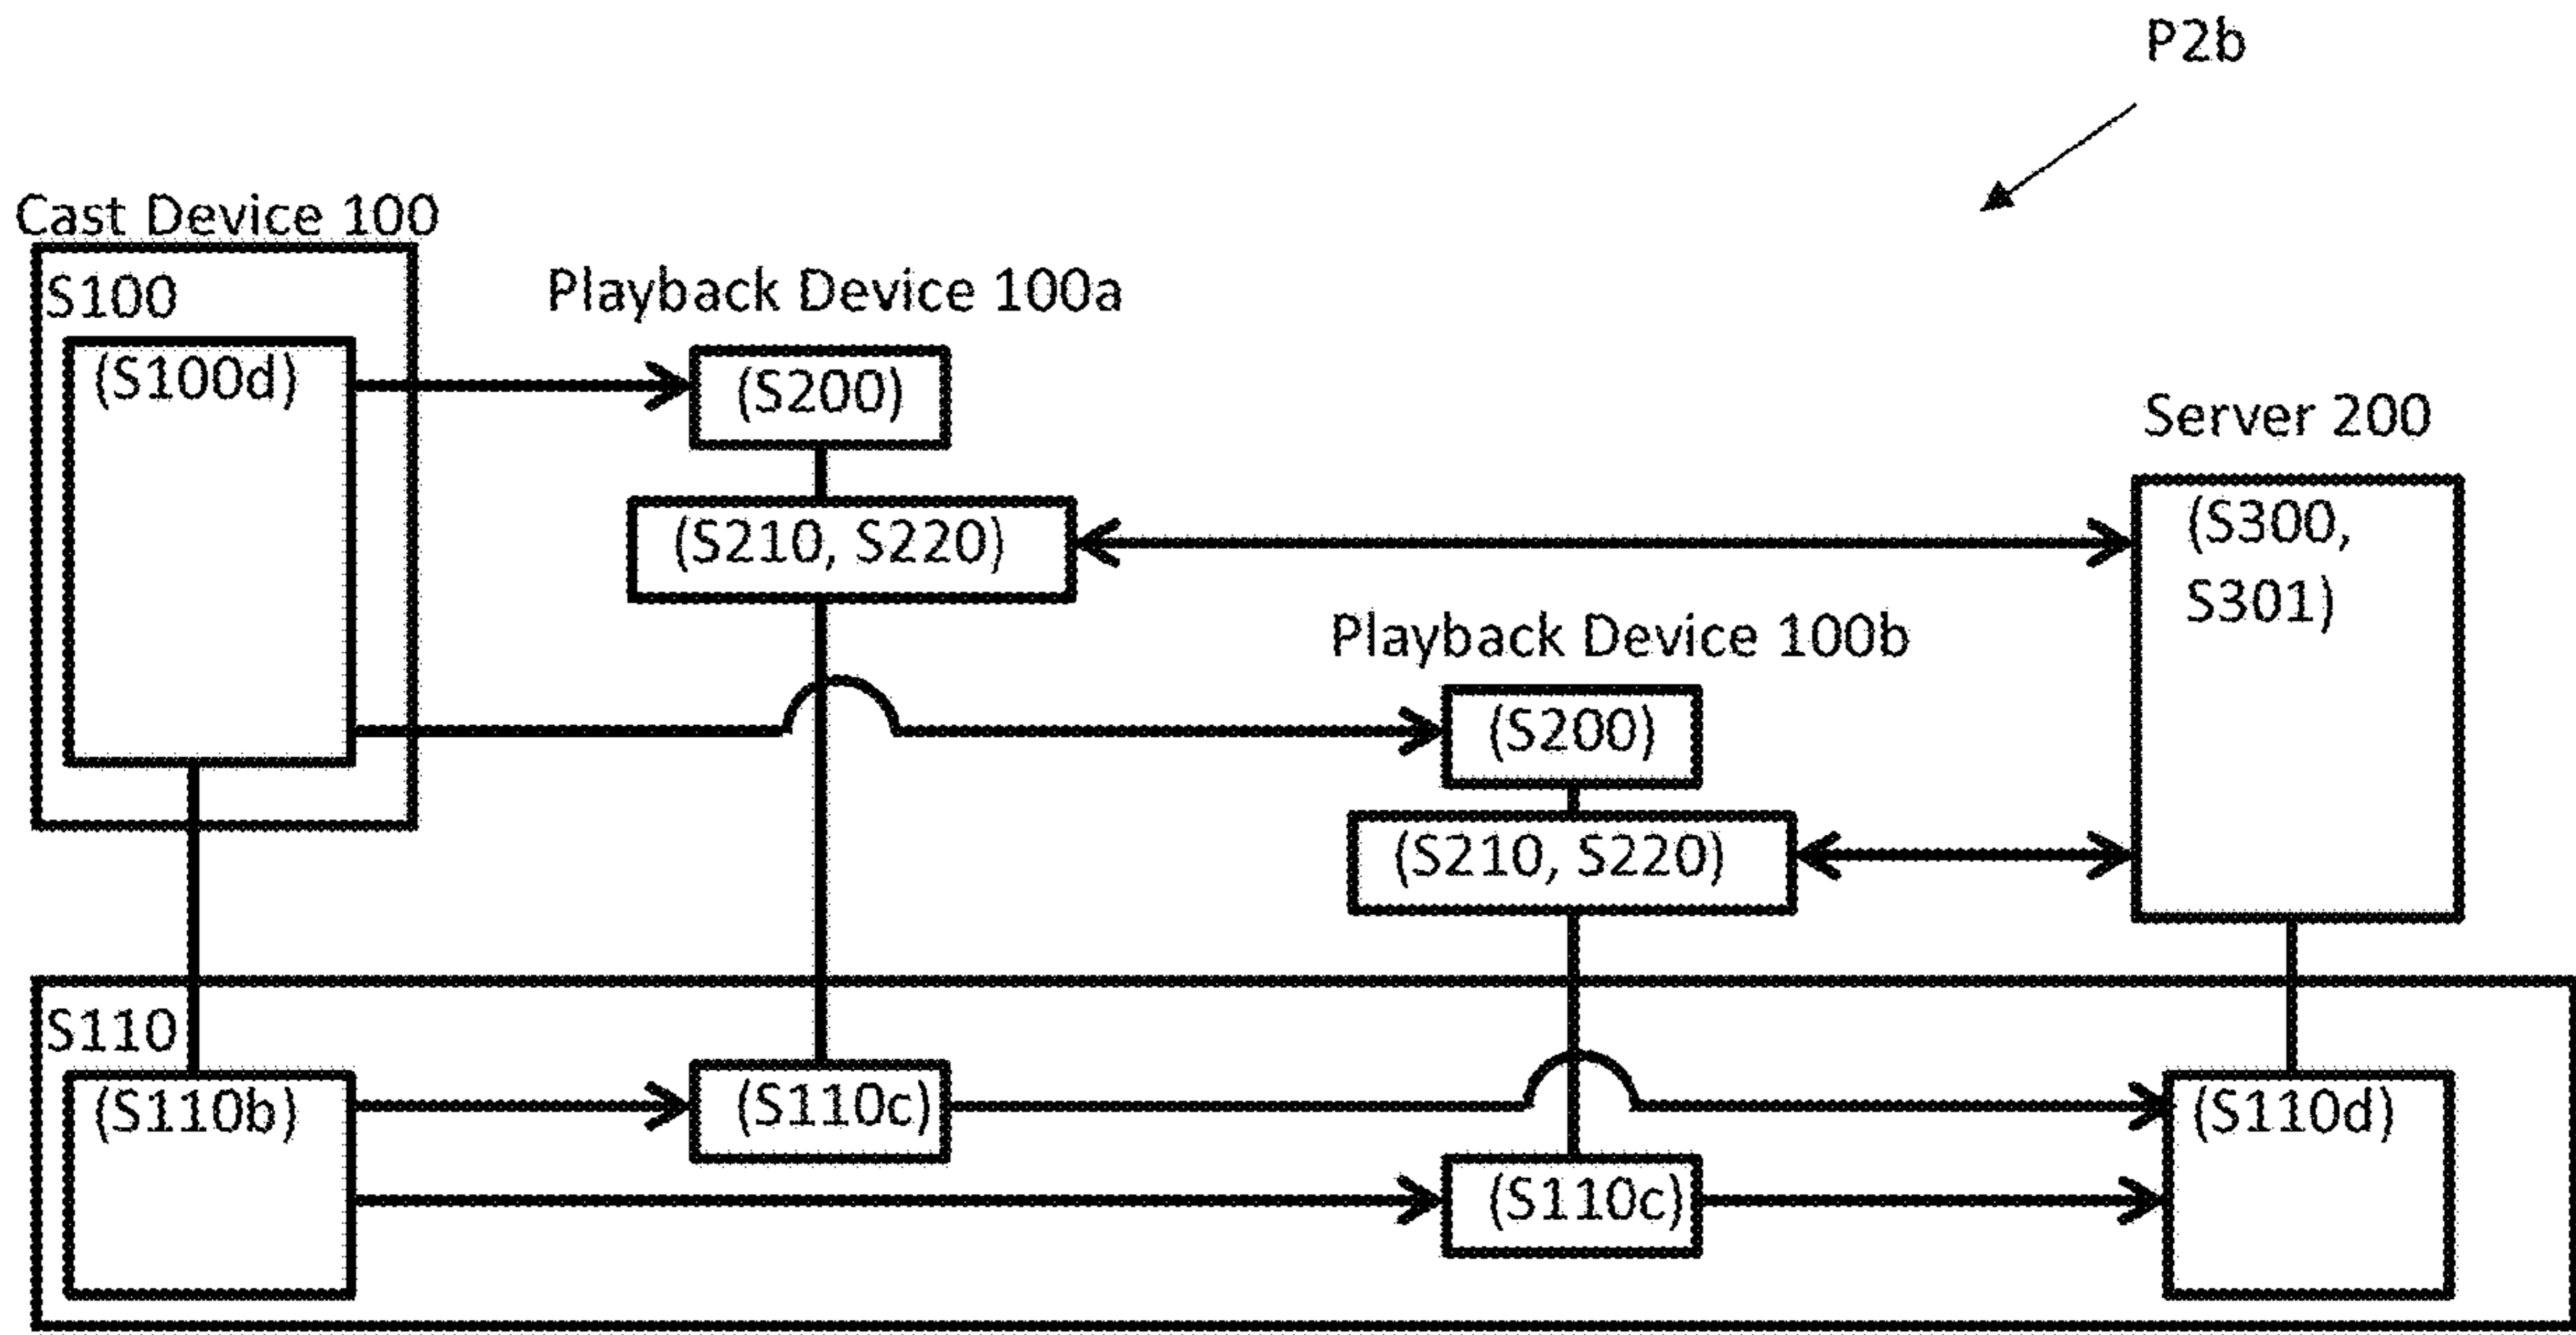 P2b
Cast Device 100
S100
Playback Device 100a
(S100d)
(S200)
Server 200
(S210, S220)
(S300,
S301)
Playback Device 100b
(S200)
(S210, S220)
S110
(S110b)
(S110c)
(S110d)
(S110c)